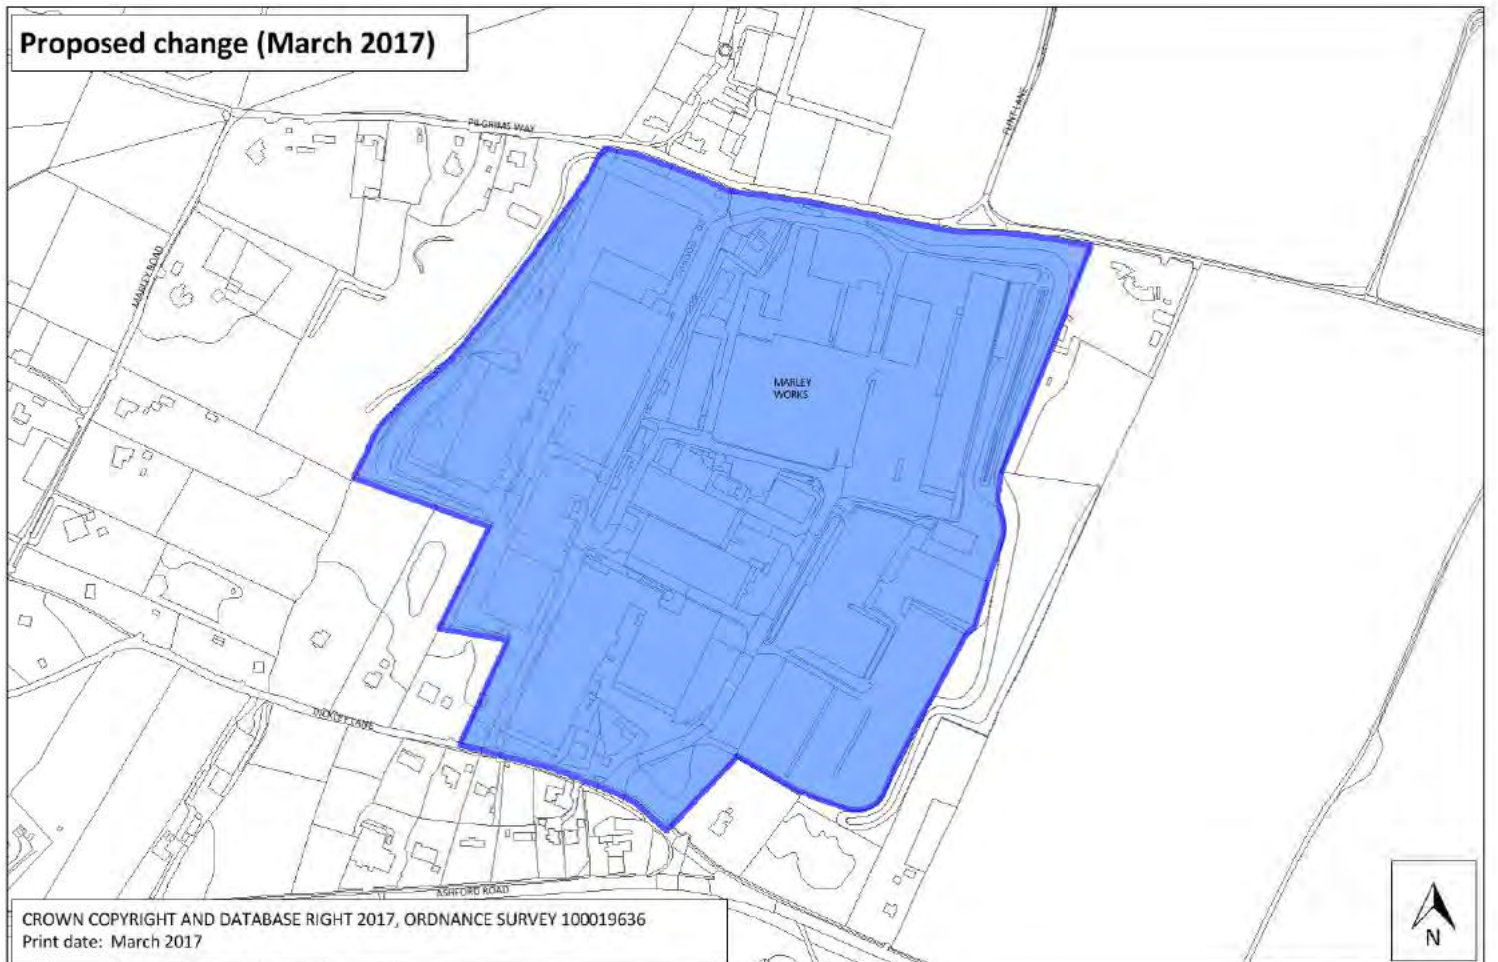 Proposed change (March 2017)
PILGRIMS WAY
FLINT LANE
MARLEY ROAD
MARLEY
WORKS
DICKLEY LANE
ASHFORD ROAD
CROWN COPYRIGHT AND DATABASE RIGHT 2017, ORDNANCE SURVEY 100019636
Print date: March 2017
N